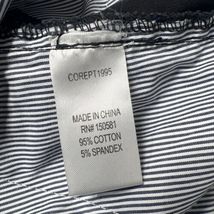 COREPT1995
MADE IN CHINA
RN# 150581
95% COTTON
5% SPANDEX